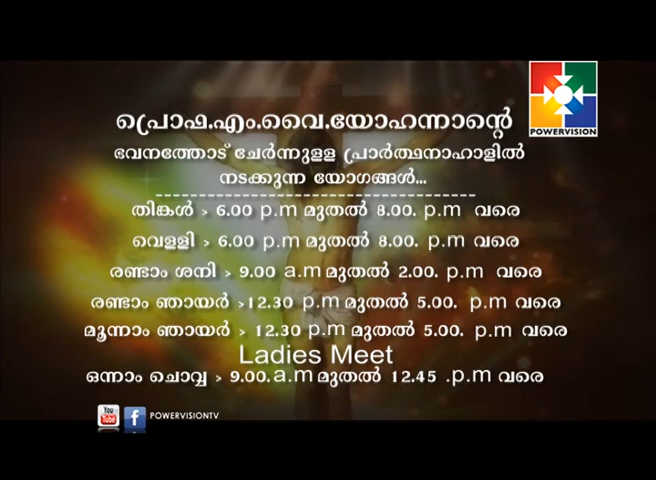 POWERVISION
പ്രൊഫ.എം.വൈ.യോഹന്നാന്റെ
ഭവനത്തോട് ചേർന്നുള്ള പ്രാർത്ഥനാഹാളിൽ
നടക്കുന്ന യോഗങ്ങൾ...
തിങ്കൾ > 6.00 p.m മുതൽ 8.00. p.m വരെ
വെള്ളി > 6.00 p.m മുതൽ 8.00. p.m വരെ
രണ്ടാം ശനി > 9.00 a.m മുതൽ 2.00. p.m വരെ
രണ്ടാം ഞായർ >12.30 p.m മുതൽ 5.00. p.m വരെ
മൂന്നാം ഞായർ > 12.30 p.m മുതൽ 5.00. p.m വരെ
Ladies Meet
ഒന്നാം ചൊവ്വ > 9.00.a.m മുതൽ 12.45 .p.m വരെ
You Tube f POWERVISIONTV